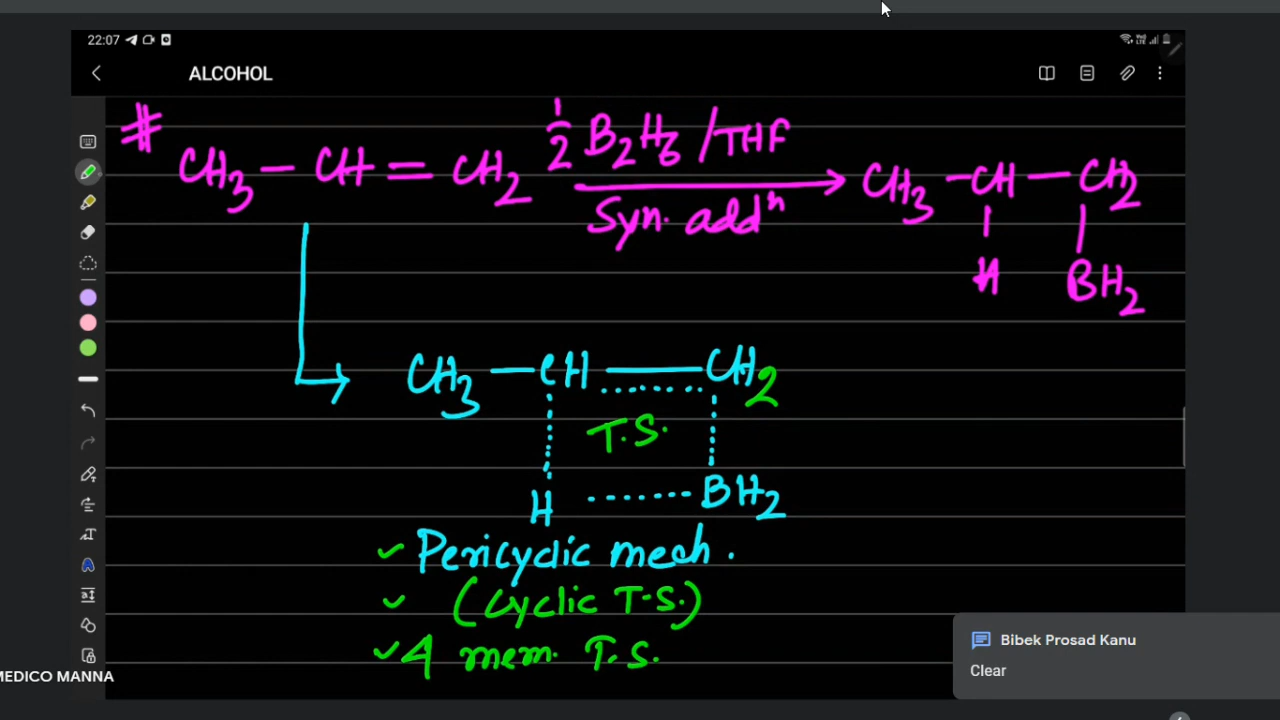 22:07
ALCOHOL
# CH3 - CH = CH2 1/2 B2H6 /THF → CH3 - CH - CH2
Syn. addⁿ
H BH2
CH3 - CH - CH2
T.S.
H ...... BH2
✓ Pericyclic mech.
✓ (Cyclic T.S.)
✓ 4 mem. T.S.
Bibek Prosad Kanu
Clear
MEDICO MANNA